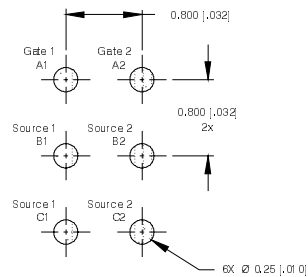 0.800 [.032]
Gate 1 Gate 2
A1 A2
0.800 [.032]
2x
Source 1 Source 2
B1 B2
Source 1 Source 2
C1 C2
6X Ø 0.25 [.010]